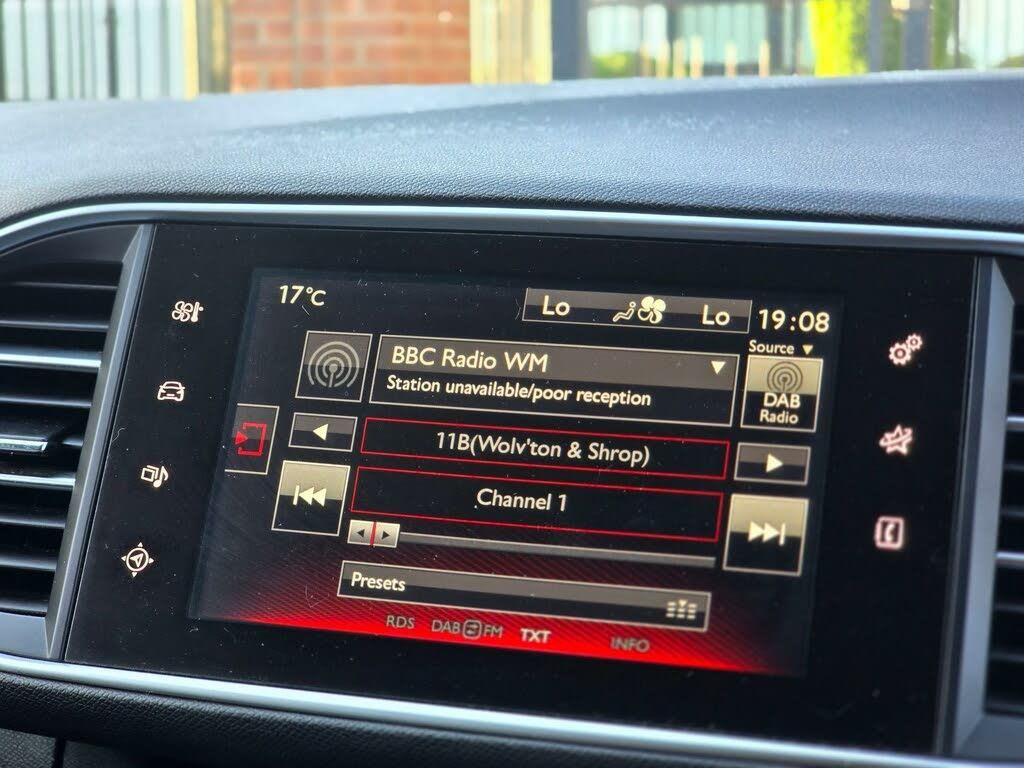 17°C
Lo
Lo
19:08
Source
BBC Radio WM
Station unavailable/poor reception
DAB
Radio
11B(Wolv'ton & Shrop)
Channel 1
Presets
RDS
DAB FM
TXT
INFO